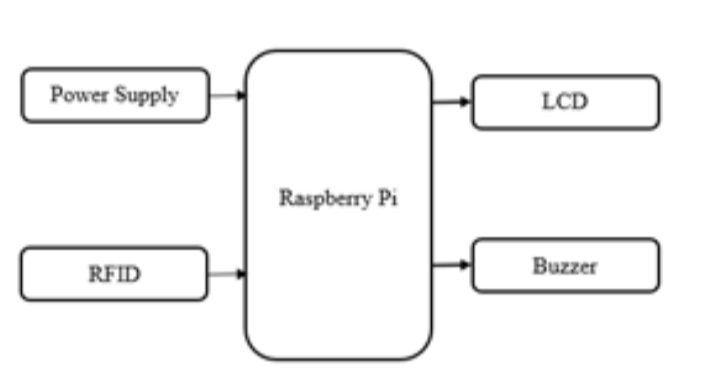 Power Supply
LCD
Raspberry Pi
RFID
Buzzer